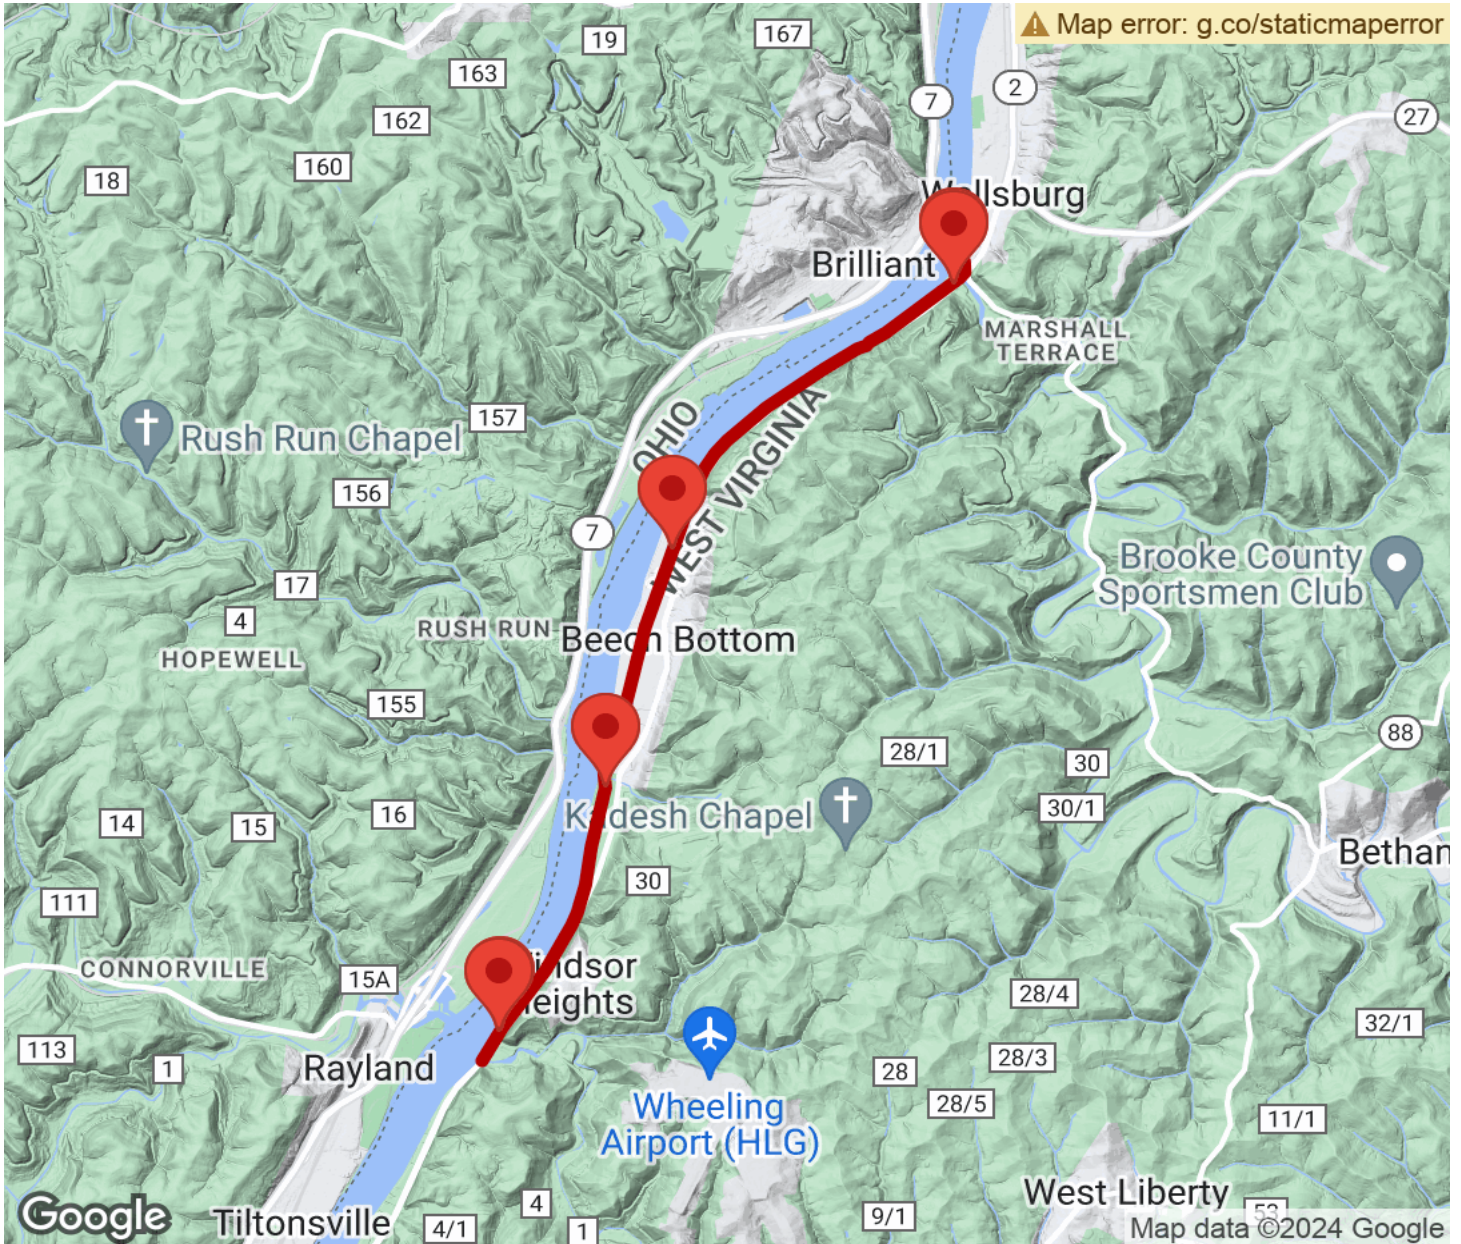 Map error: g.co/staticmaperror
19
167
163
7
2
27
162
160
18
Wellsburg
Brilliant
MARSHALL
TERRACE
OHIO
WEST VIRGINIA
157
Rush Run Chapel
156
7
Brooke County
Sportsmen Club
17
4
RUSH RUN
Beech Bottom
HOPEWELL
155
88
28/1
30
30/1
14
15
16
Kadesh Chapel
Bethan
30
111
CONNORVILLE
15A
Windsor
Heights
28/4
32/1
113
1
Rayland
28
28/3
28/5
11/1
Wheeling
Airport (HLG)
West Liberty
4
53
Google
Tiltonsville
4/1
1
9/1
Map data ©2024 Google